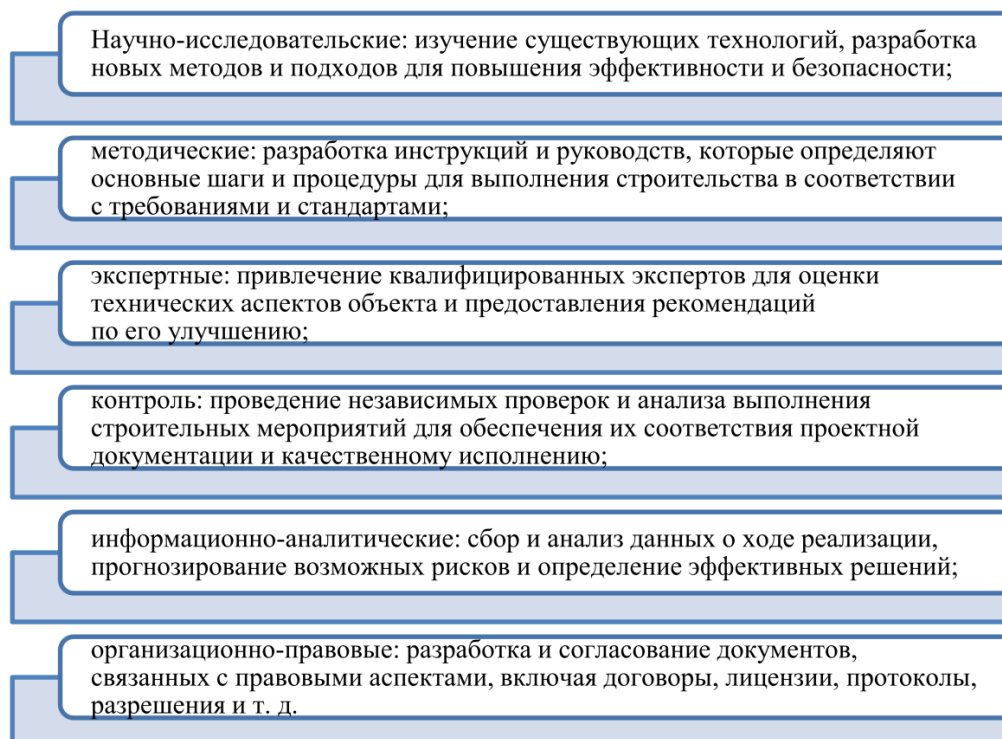 Научно-исследовательские: изучение существующих технологий, разработка
новых методов и подходов для повышения эффективности и безопасности;
методические: разработка инструкций и руководств, которые определяют
основные шаги и процедуры для выполнения строительства в соответствии
с требованиями и стандартами;
экспертные: привлечение квалифицированных экспертов для оценки
технических аспектов объекта и предоставления рекомендаций
по его улучшению;
контроль: проведение независимых проверок и анализа выполнения
строительных мероприятий для обеспечения их соответствия проектной
документации и качественному исполнению;
информационно-аналитические: сбор и анализ данных о ходе реализации,
прогнозирование возможных рисков и определение эффективных решений;
организационно-правовые: разработка и согласование документов,
связанных с правовыми аспектами, включая договоры, лицензии, протоколы,
разрешения и т. д.